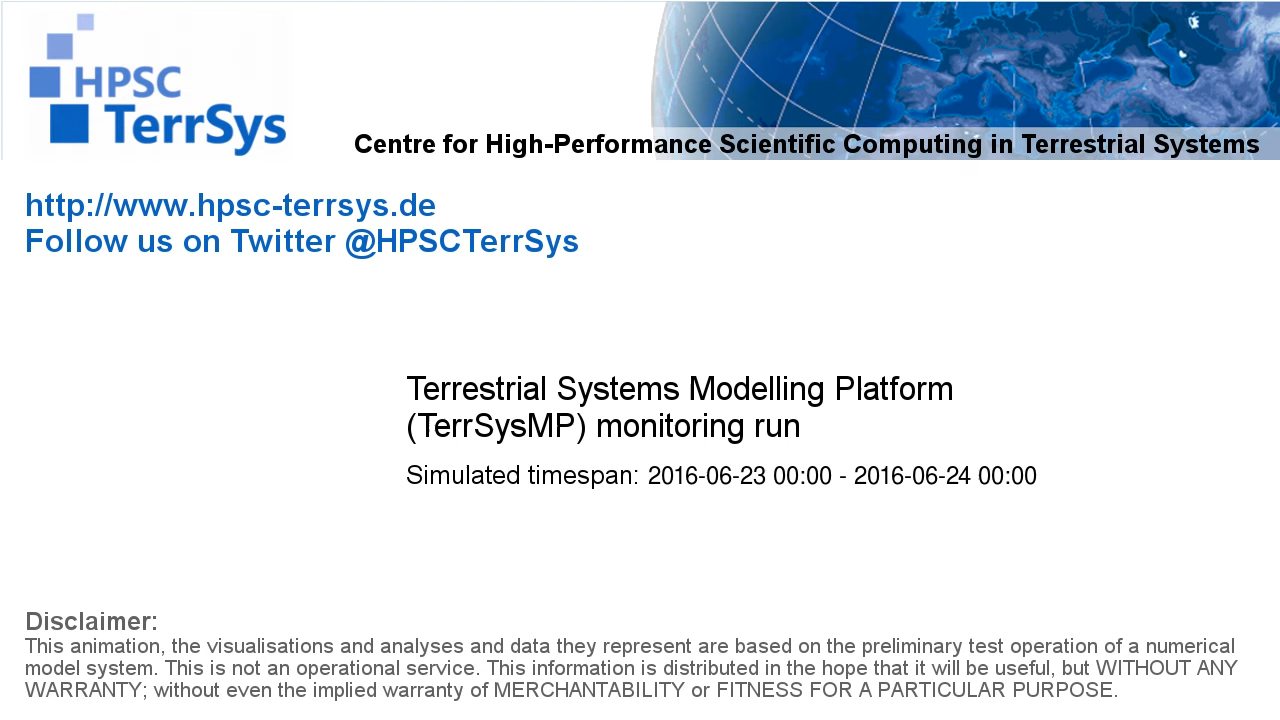 HPSC
TerrSys
Centre for High-Performance Scientific Computing in Terrestrial Systems
http://www.hpsc-terrsys.de
Follow us on Twitter @HPSCTerrSys
Terrestrial Systems Modelling Platform
(TerrSysMP) monitoring run
Simulated timespan: 2016-06-23 00:00 - 2016-06-24 00:00
Disclaimer:
This animation, the visualisations and analyses and data they represent are based on the preliminary test operation of a numerical
model system. This is not an operational service. This information is distributed in the hope that it will be useful, but WITHOUT ANY
WARRANTY; without even the implied warranty of MERCHANTABILITY or FITNESS FOR A PARTICULAR PURPOSE.